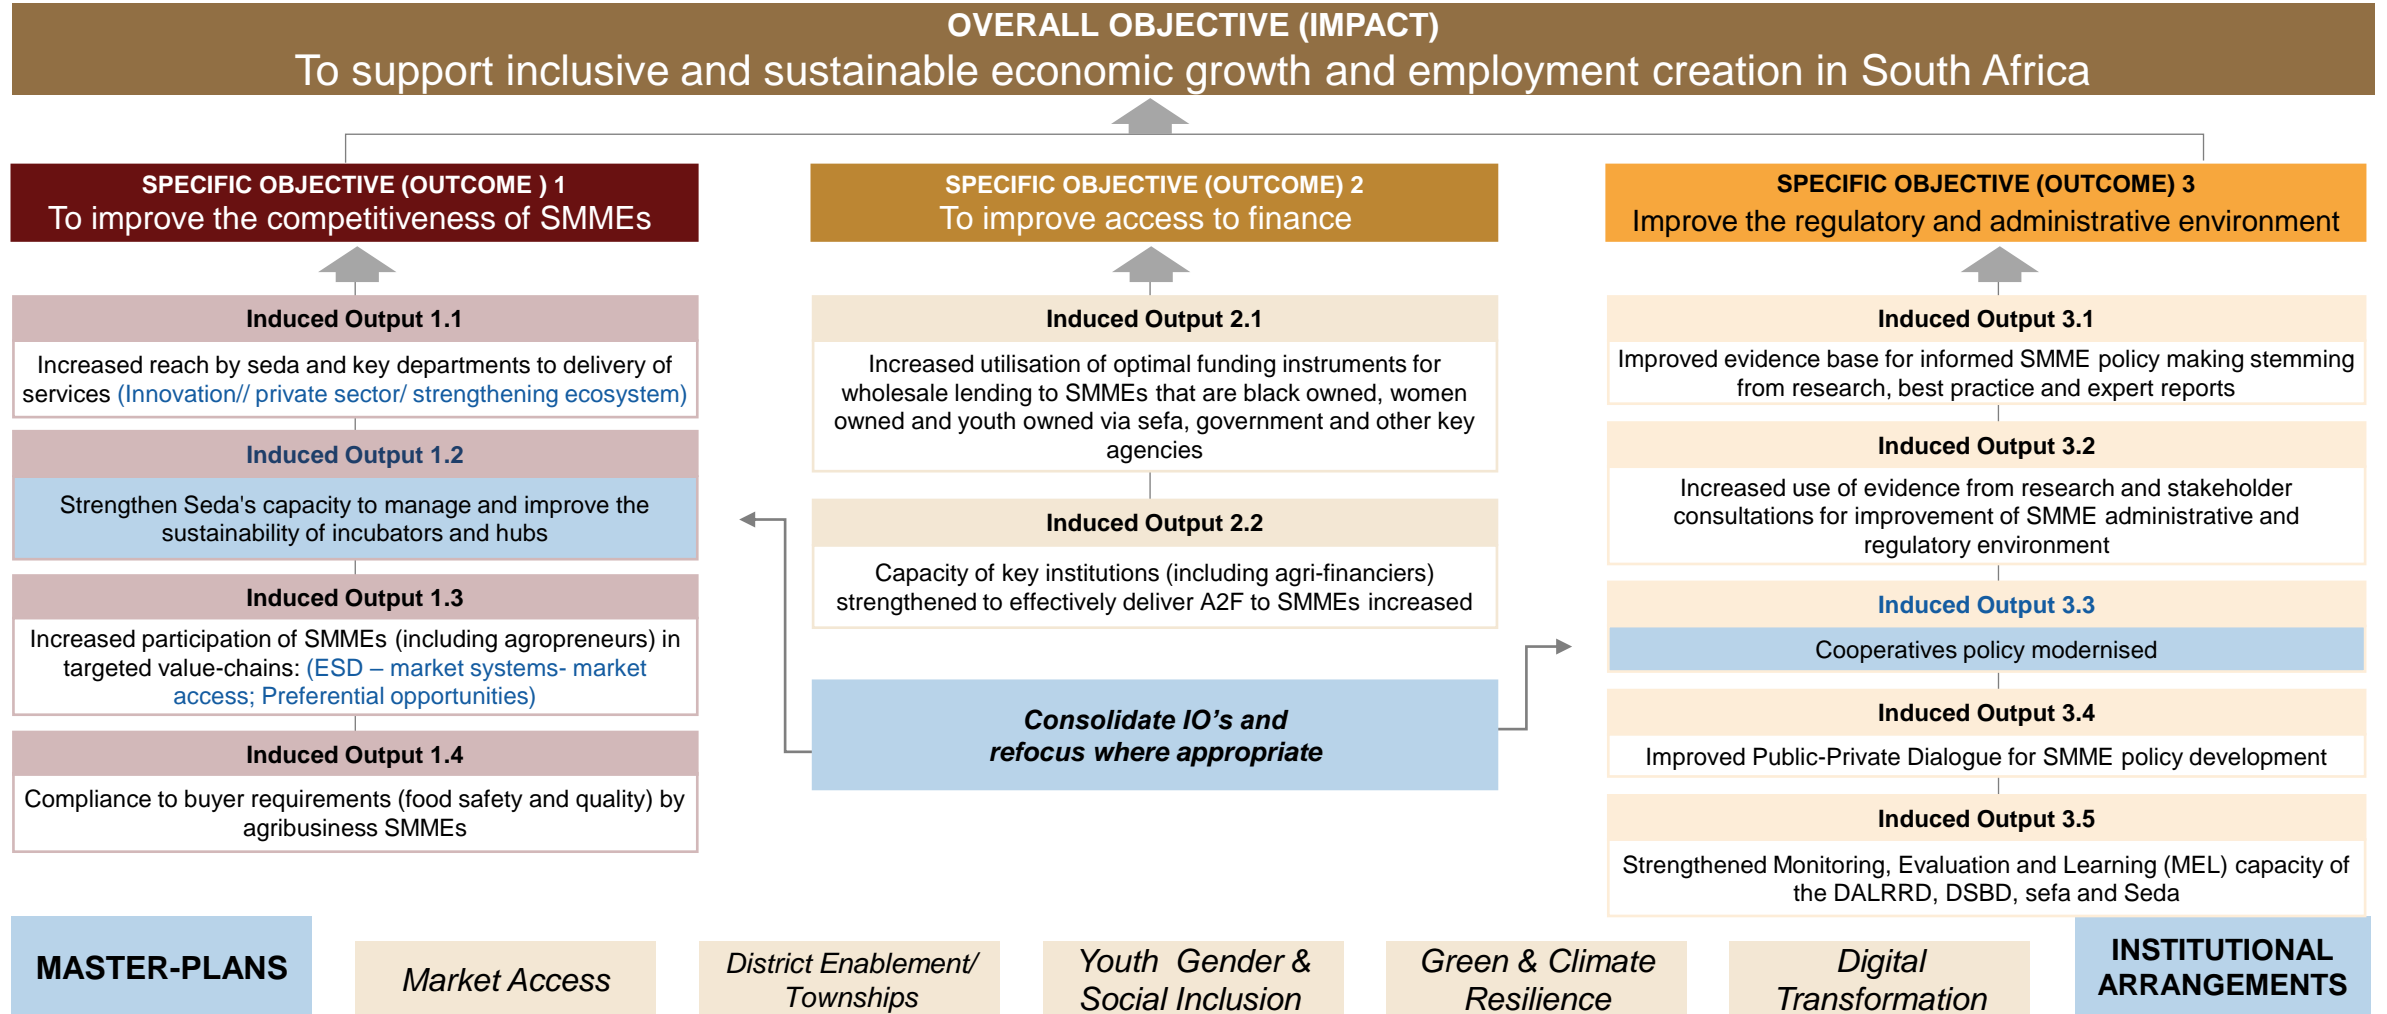 OVERALL OBJECTIVE (IMPACT)
To support inclusive and sustainable economic growth and employment creation in South Africa
SPECIFIC OBJECTIVE (OUTCOME ) 1
To improve the competitiveness of SMMEs
Induced Output 1.1
Increased reach by seda and key departments to delivery of
services (Innovation// private sector/ strengthening ecosystem)
Induced Output 1.2
Strengthen Seda's capacity to manage and improve the
sustainability of incubators and hubs
Induced Output 1.3
Increased participation of SMMEs (including agropreneurs) in
targeted value-chains: (ESD – market systems- market
access; Preferential opportunities)
Induced Output 1.4
Compliance to buyer requirements (food safety and quality) by
agribusiness SMMEs
SPECIFIC OBJECTIVE (OUTCOME) 2
To improve access to finance
Induced Output 2.1
Increased utilisation of optimal funding instruments for
wholesale lending to SMMEs that are black owned, women
owned and youth owned via sefa, government and other key
agencies
Induced Output 2.2
Capacity of key institutions (including agri-financiers)
strengthened to effectively deliver A2F to SMMEs increased
Consolidate IO’s and
refocus where appropriate
SPECIFIC OBJECTIVE (OUTCOME) 3
Improve the regulatory and administrative environment
Induced Output 3.1
Improved evidence base for informed SMME policy making stemming
from research, best practice and expert reports
Induced Output 3.2
Increased use of evidence from research and stakeholder
consultations for improvement of SMME administrative and
regulatory environment
Induced Output 3.3
Cooperatives policy modernised
Induced Output 3.4
Improved Public-Private Dialogue for SMME policy development
Induced Output 3.5
Strengthened Monitoring, Evaluation and Learning (MEL) capacity of
the DALRRD, DSBD, sefa and Seda
MASTER-PLANS
Market Access
District Enablement/
Townships
Youth Gender &
Social Inclusion
Green & Climate
Resilience
Digital
Transformation
INSTITUTIONAL
ARRANGEMENTS